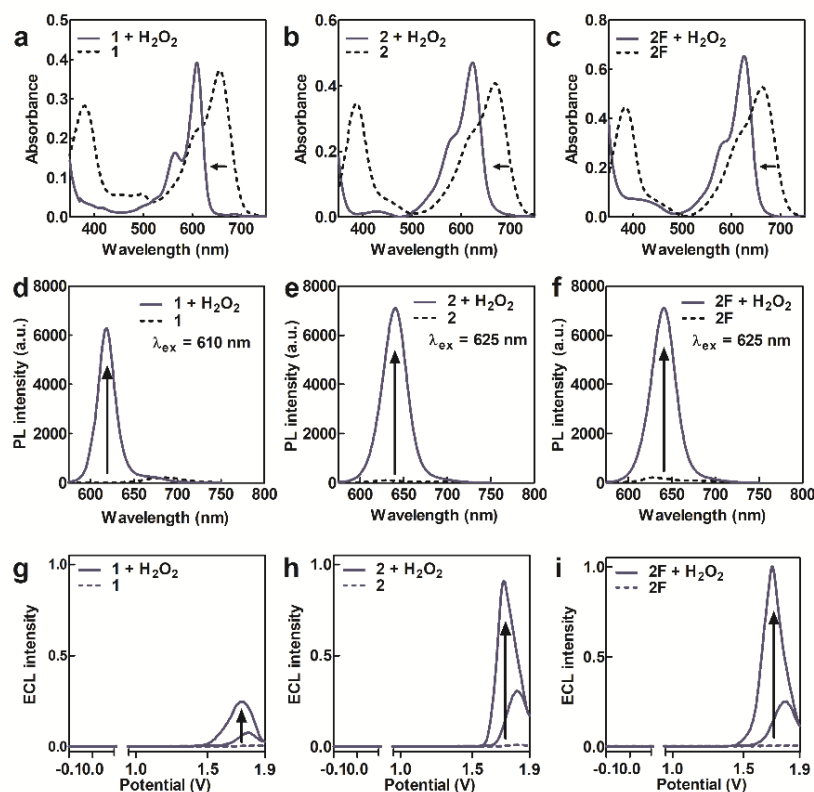 a
1 + H₂O₂
1
0.5
0.4
0.3
0.2
0.1
0.0
Absorbance
400 500 600 700
Wavelength (nm)
b
2 + H₂O₂
2
0.6
0.4
0.2
0.0
Absorbance
400 500 600 700
Wavelength (nm)
c
2F + H₂O₂
2F
0.8
0.6
0.4
0.2
0.0
Absorbance
400 500 600 700
Wavelength (nm)
d
1 + H₂O₂
1
λex = 610 nm
8000
6000
4000
2000
0
PL intensity (a.u.)
600 650 700 750 800
Wavelength (nm)
e
2 + H₂O₂
2
λex = 625 nm
8000
6000
4000
2000
0
PL intensity (a.u.)
600 650 700 750 800
Wavelength (nm)
f
2F + H₂O₂
2F
λex = 625 nm
8000
6000
4000
2000
0
PL intensity (a.u.)
600 650 700 750 800
Wavelength (nm)
g
1 + H₂O₂
1
1.0
0.5
0.0
ECL intensity
-0.10.0 1.0 1.5 1.9
Potential (V)
h
2 + H₂O₂
2
1.0
0.5
0.0
ECL intensity
-0.10.0 1.0 1.5 1.9
Potential (V)
i
2F + H₂O₂
2F
1.0
0.5
0.0
ECL intensity
-0.10.0 1.0 1.5 1.9
Potential (V)